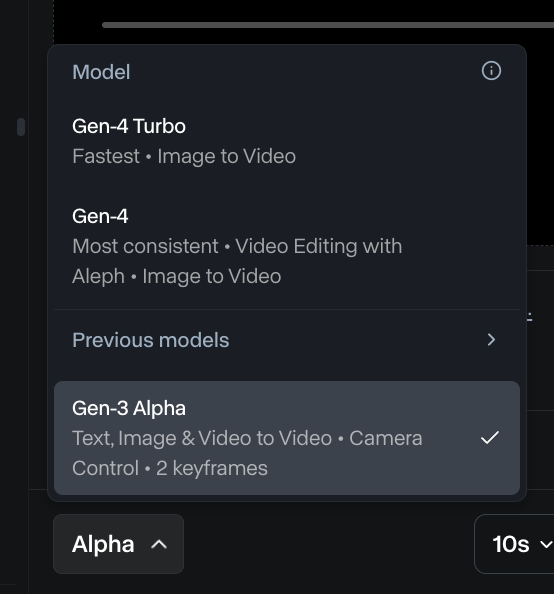 Model
Gen-4 Turbo
Fastest • Image to Video
Gen-4
Most consistent • Video Editing with
Aleph • Image to Video
Previous models
Gen-3 Alpha
Text, Image & Video to Video • Camera
Control • 2 keyframes
Alpha
10s